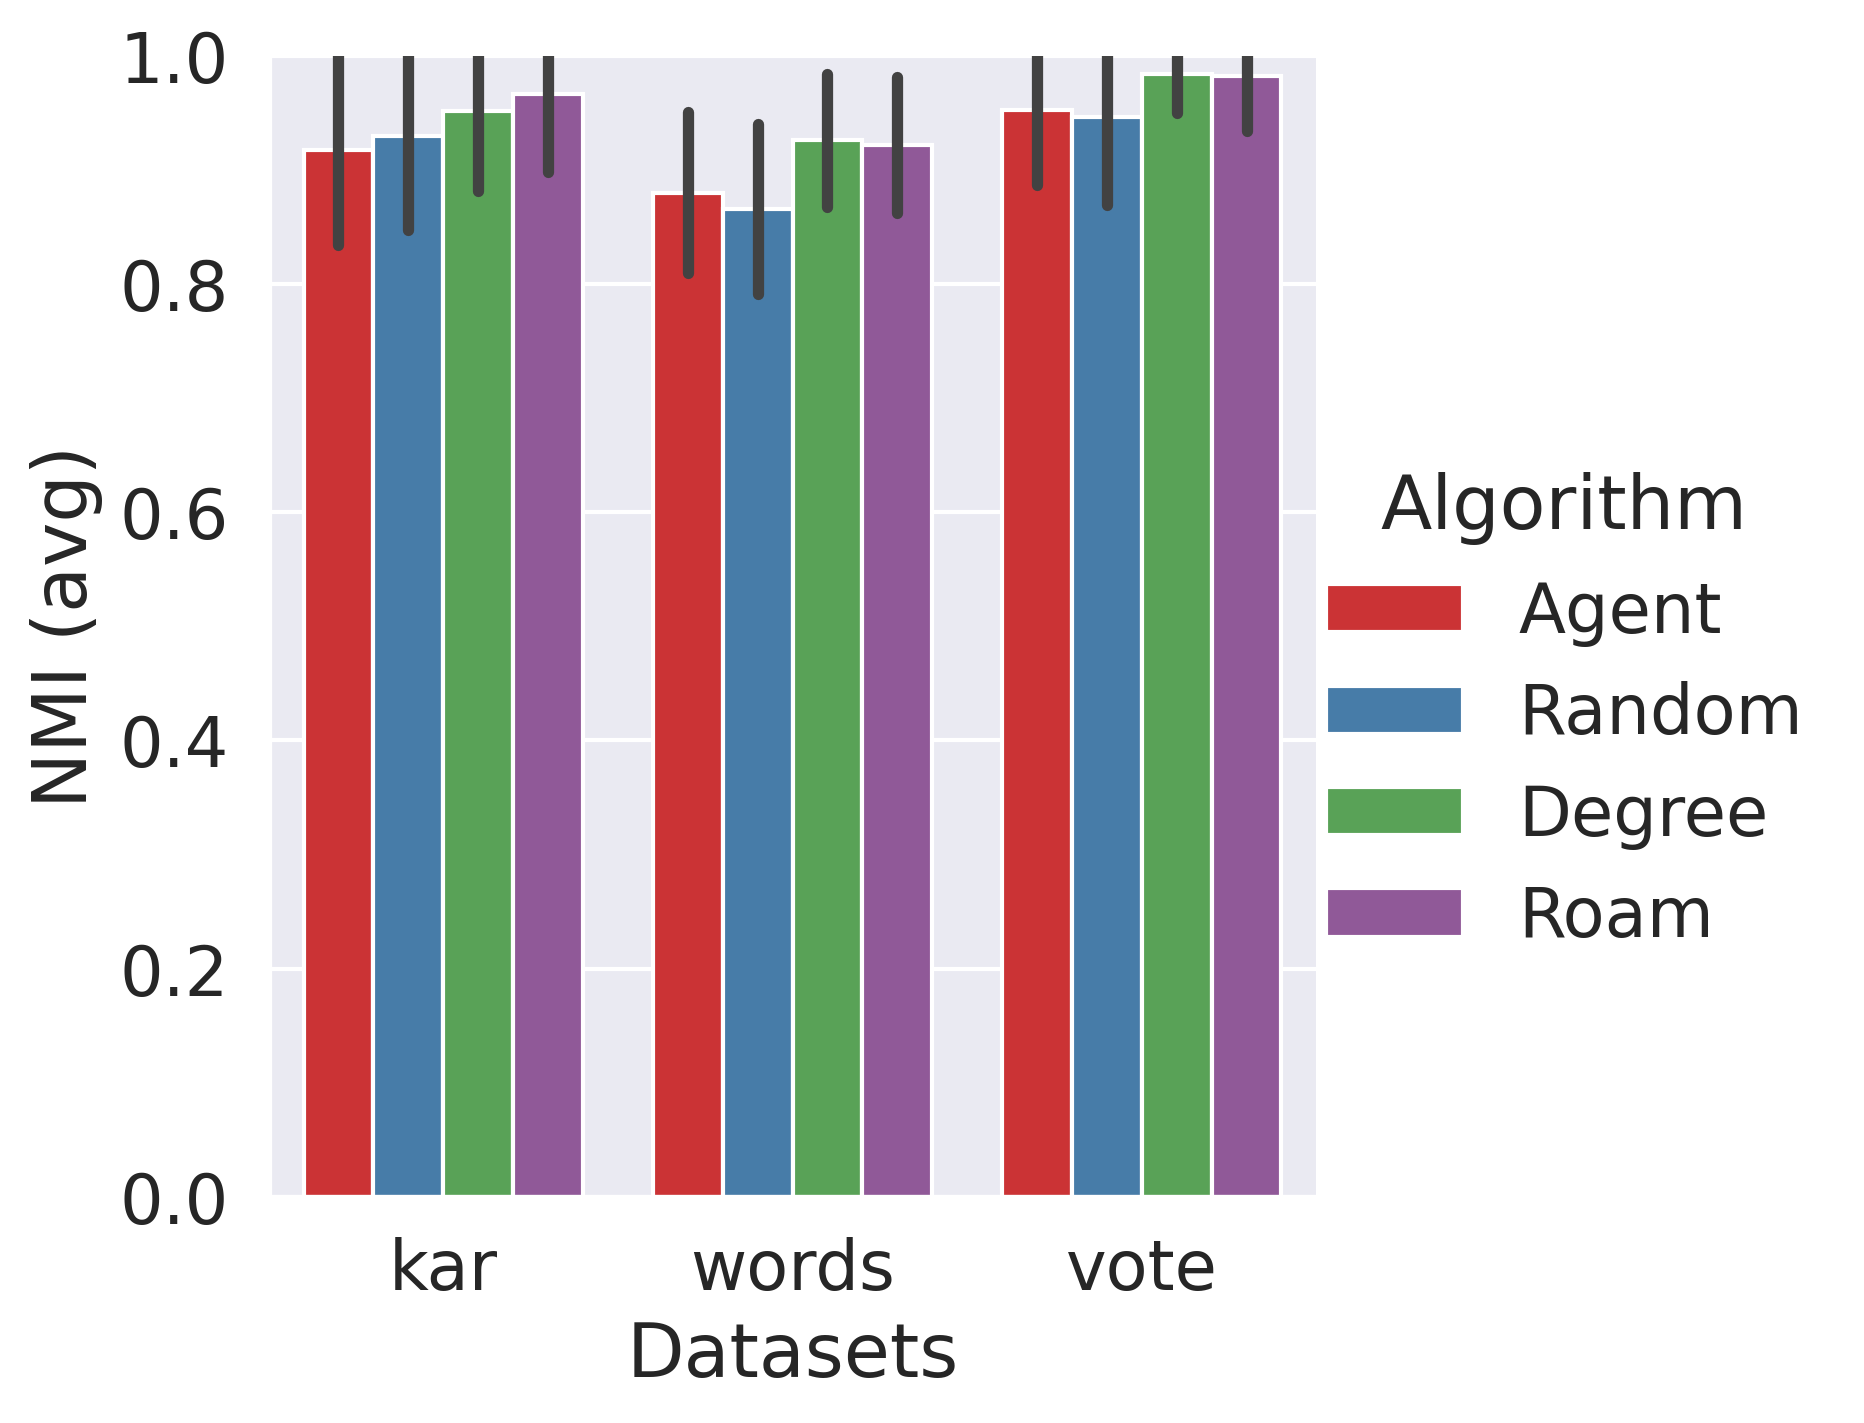 1.0
0.8
0.6
0.4
0.2
0.0
NMI (avg)
kar words vote
Datasets
Algorithm
Agent
Random
Degree
Roam